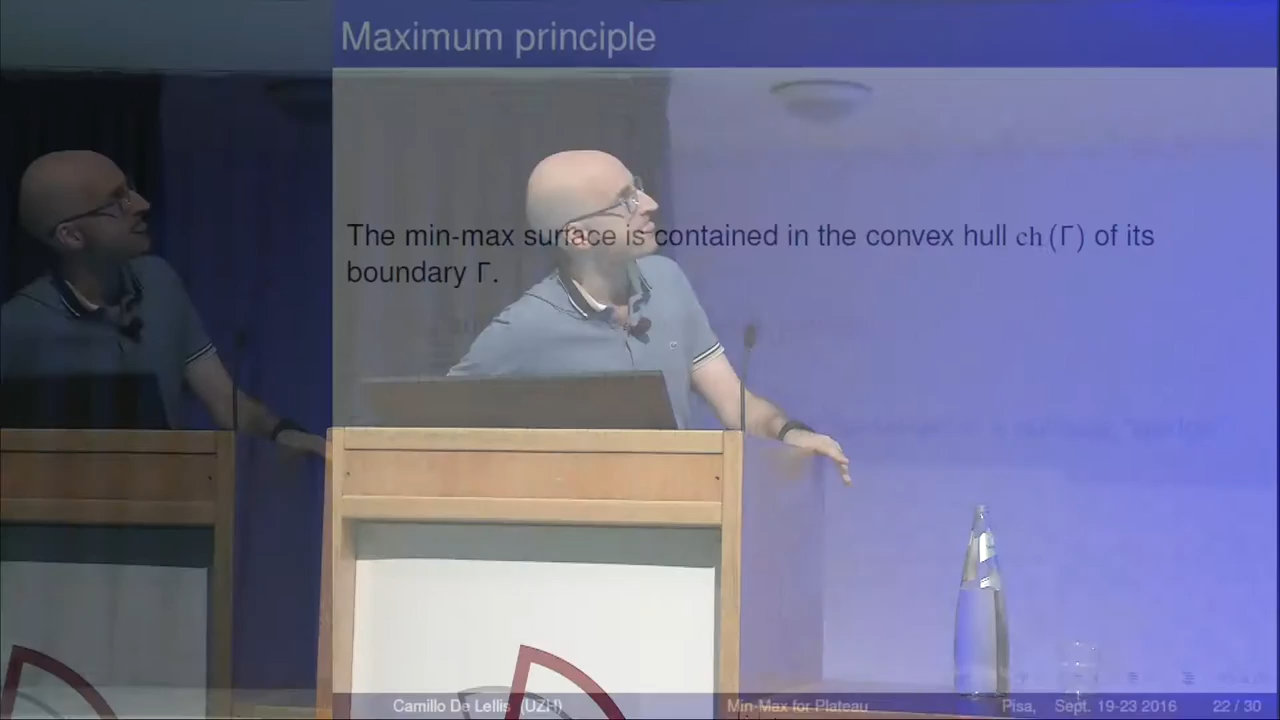 Maximum principle
The min-max surface is contained in the convex hull ch(Γ) of its
boundary Γ.
Camillo De Lellis (UZH) Min-Max for Plateau Pisa, Sept. 19-23 2016 22 / 30